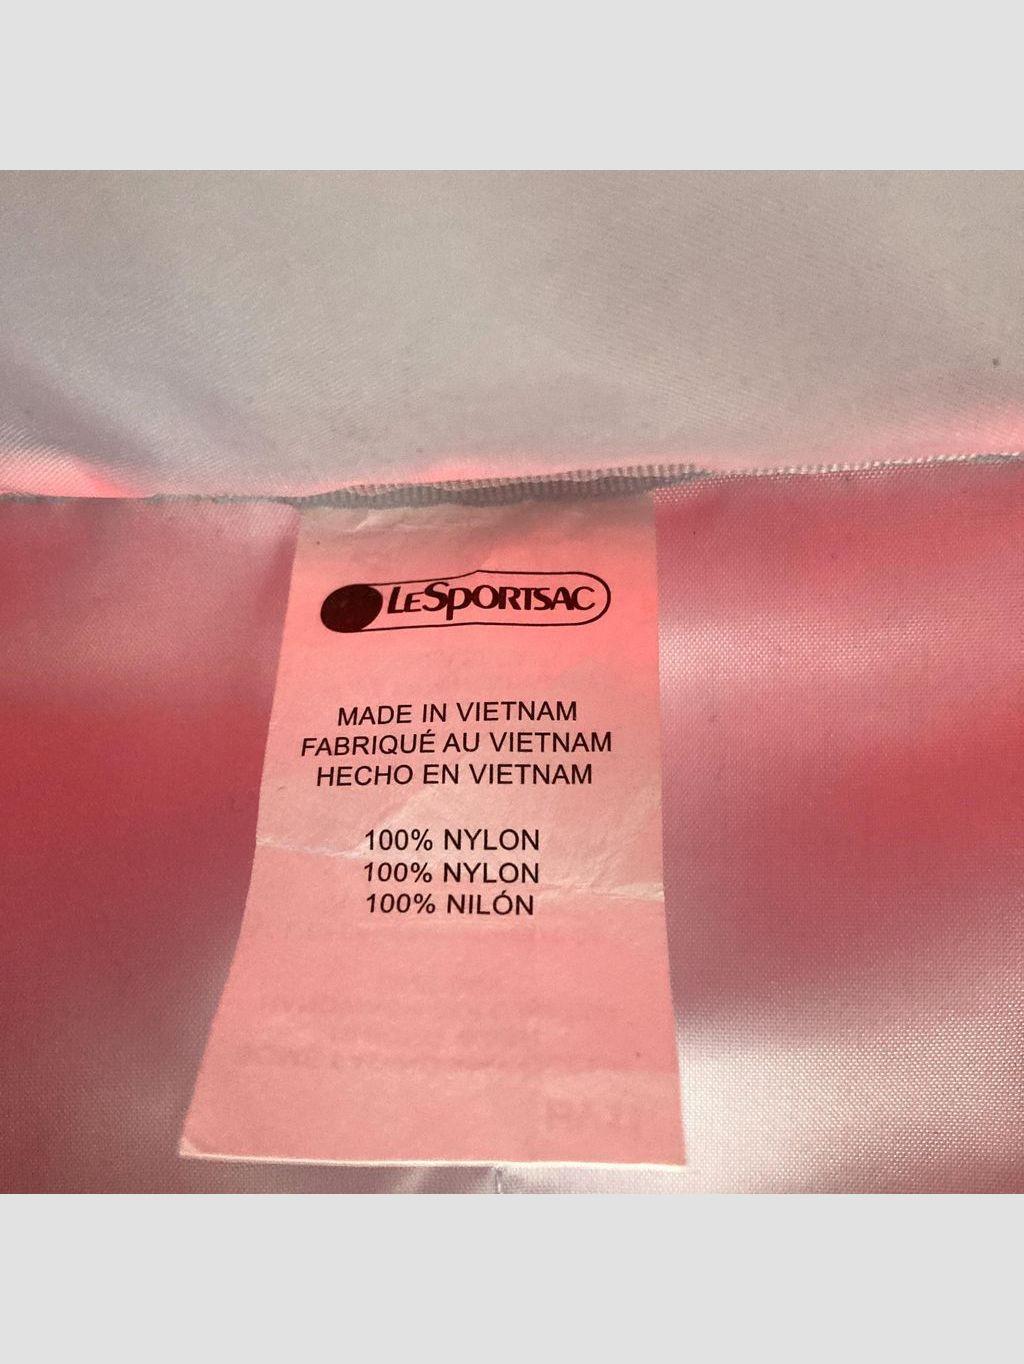 LESPORTSAC
MADE IN VIETNAM
FABRIQUÉ AU VIETNAM
HECHO EN VIETNAM
100% NYLON
100% NYLON
100% NILÓN